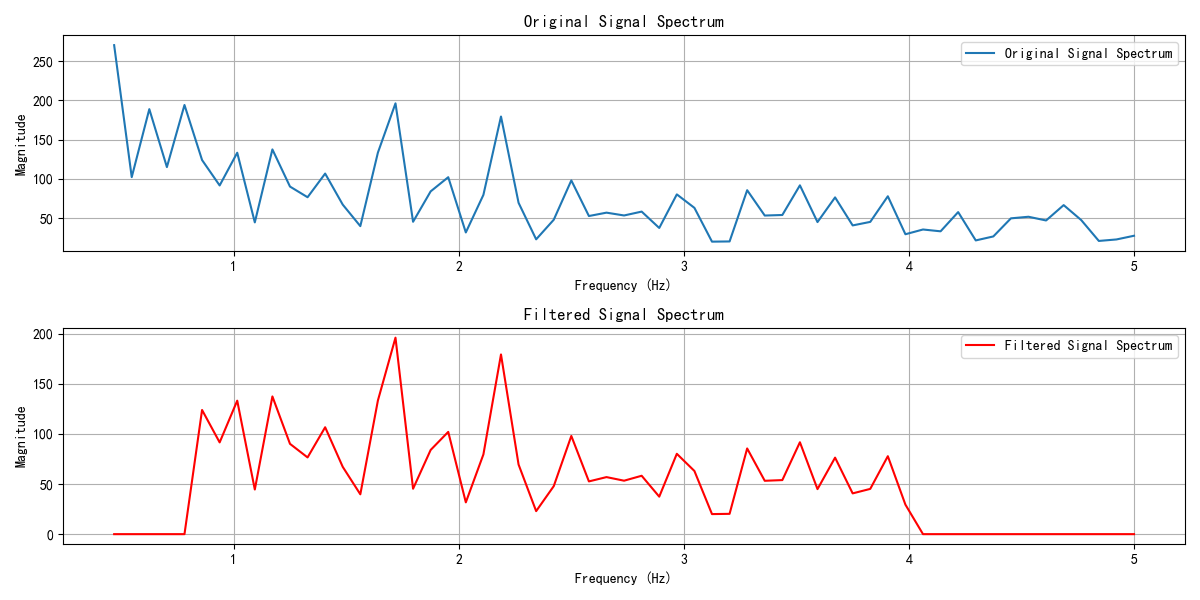 Original Signal Spectrum
Original Signal Spectrum
250
200
150
100
50
Magnitude
1 2 3 4 5
Frequency (Hz)
Filtered Signal Spectrum
Filtered Signal Spectrum
200
150
100
50
0
Magnitude
1 2 3 4 5
Frequency (Hz)